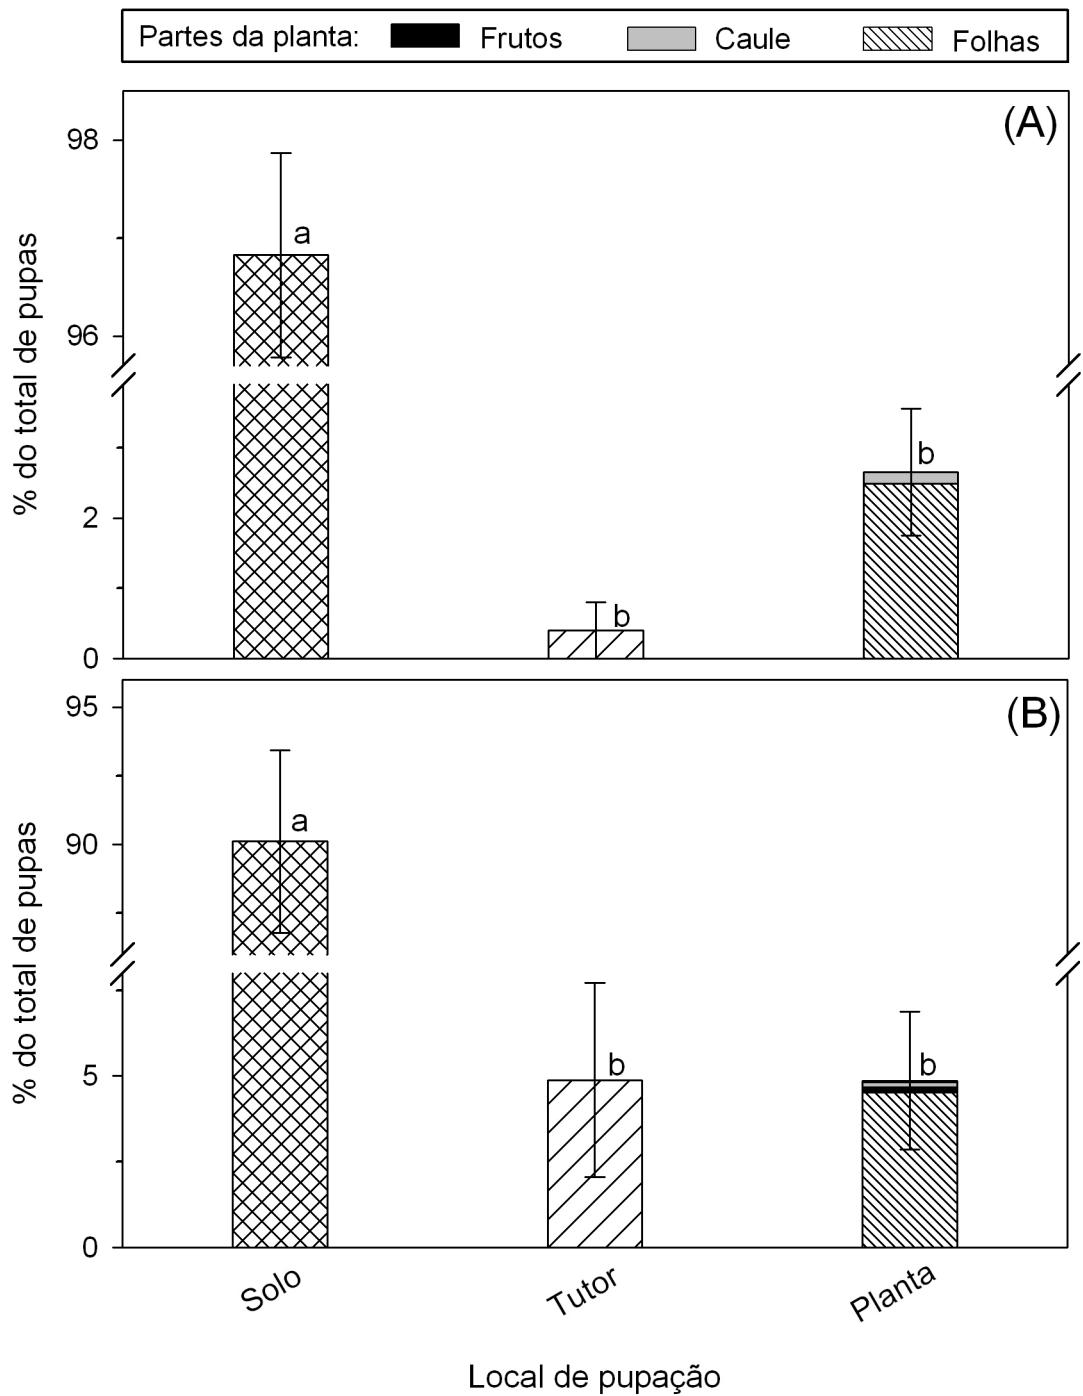 Partes da planta: Frutos Caule Folhas
(A)
98
a
96
% do total de pupas
b
2
b
0
95
(B)
a
90
% do total de pupas
b b
5
0
Solo Tutor Planta
Local de pupação